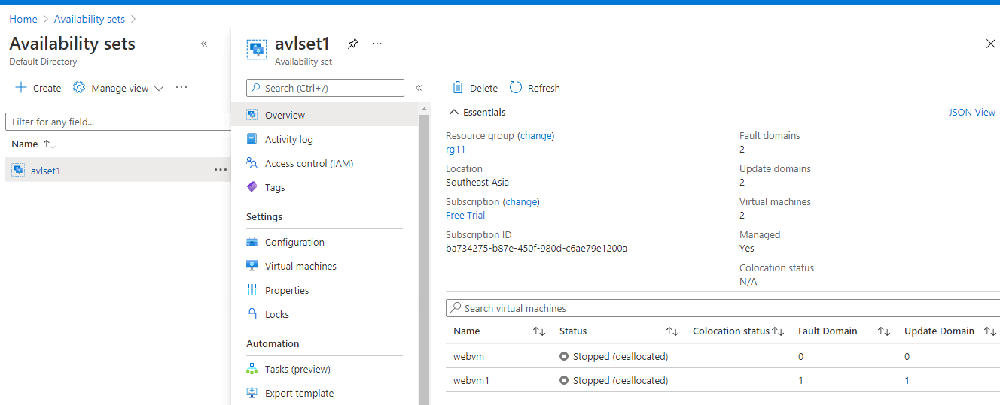 Home > Availability sets >
Availability sets
Default Directory
Create Manage view ...
Filter for any field...
Name
avlset1 ...
avlset1 ...
Availability set
Search (Ctrl+/)
Overview
Activity log
Access control (IAM)
Tags
Settings
Configuration
Virtual machines
Properties
Locks
Automation
Tasks (preview)
Export template
Delete Refresh
Essentials JSON View
Resource group (change)
rg11
Location
Southeast Asia
Subscription (change)
Free Trial
Subscription ID
ba734275-b87e-450f-980d-c6ae79e1200a
Fault domains
2
Update domains
2
Virtual machines
2
Managed
Yes
Colocation status
N/A
Search virtual machines
Name Status Colocation status Fault Domain Update Domain
webvm Stopped (deallocated) 0 0
webvm1 Stopped (deallocated) 1 1